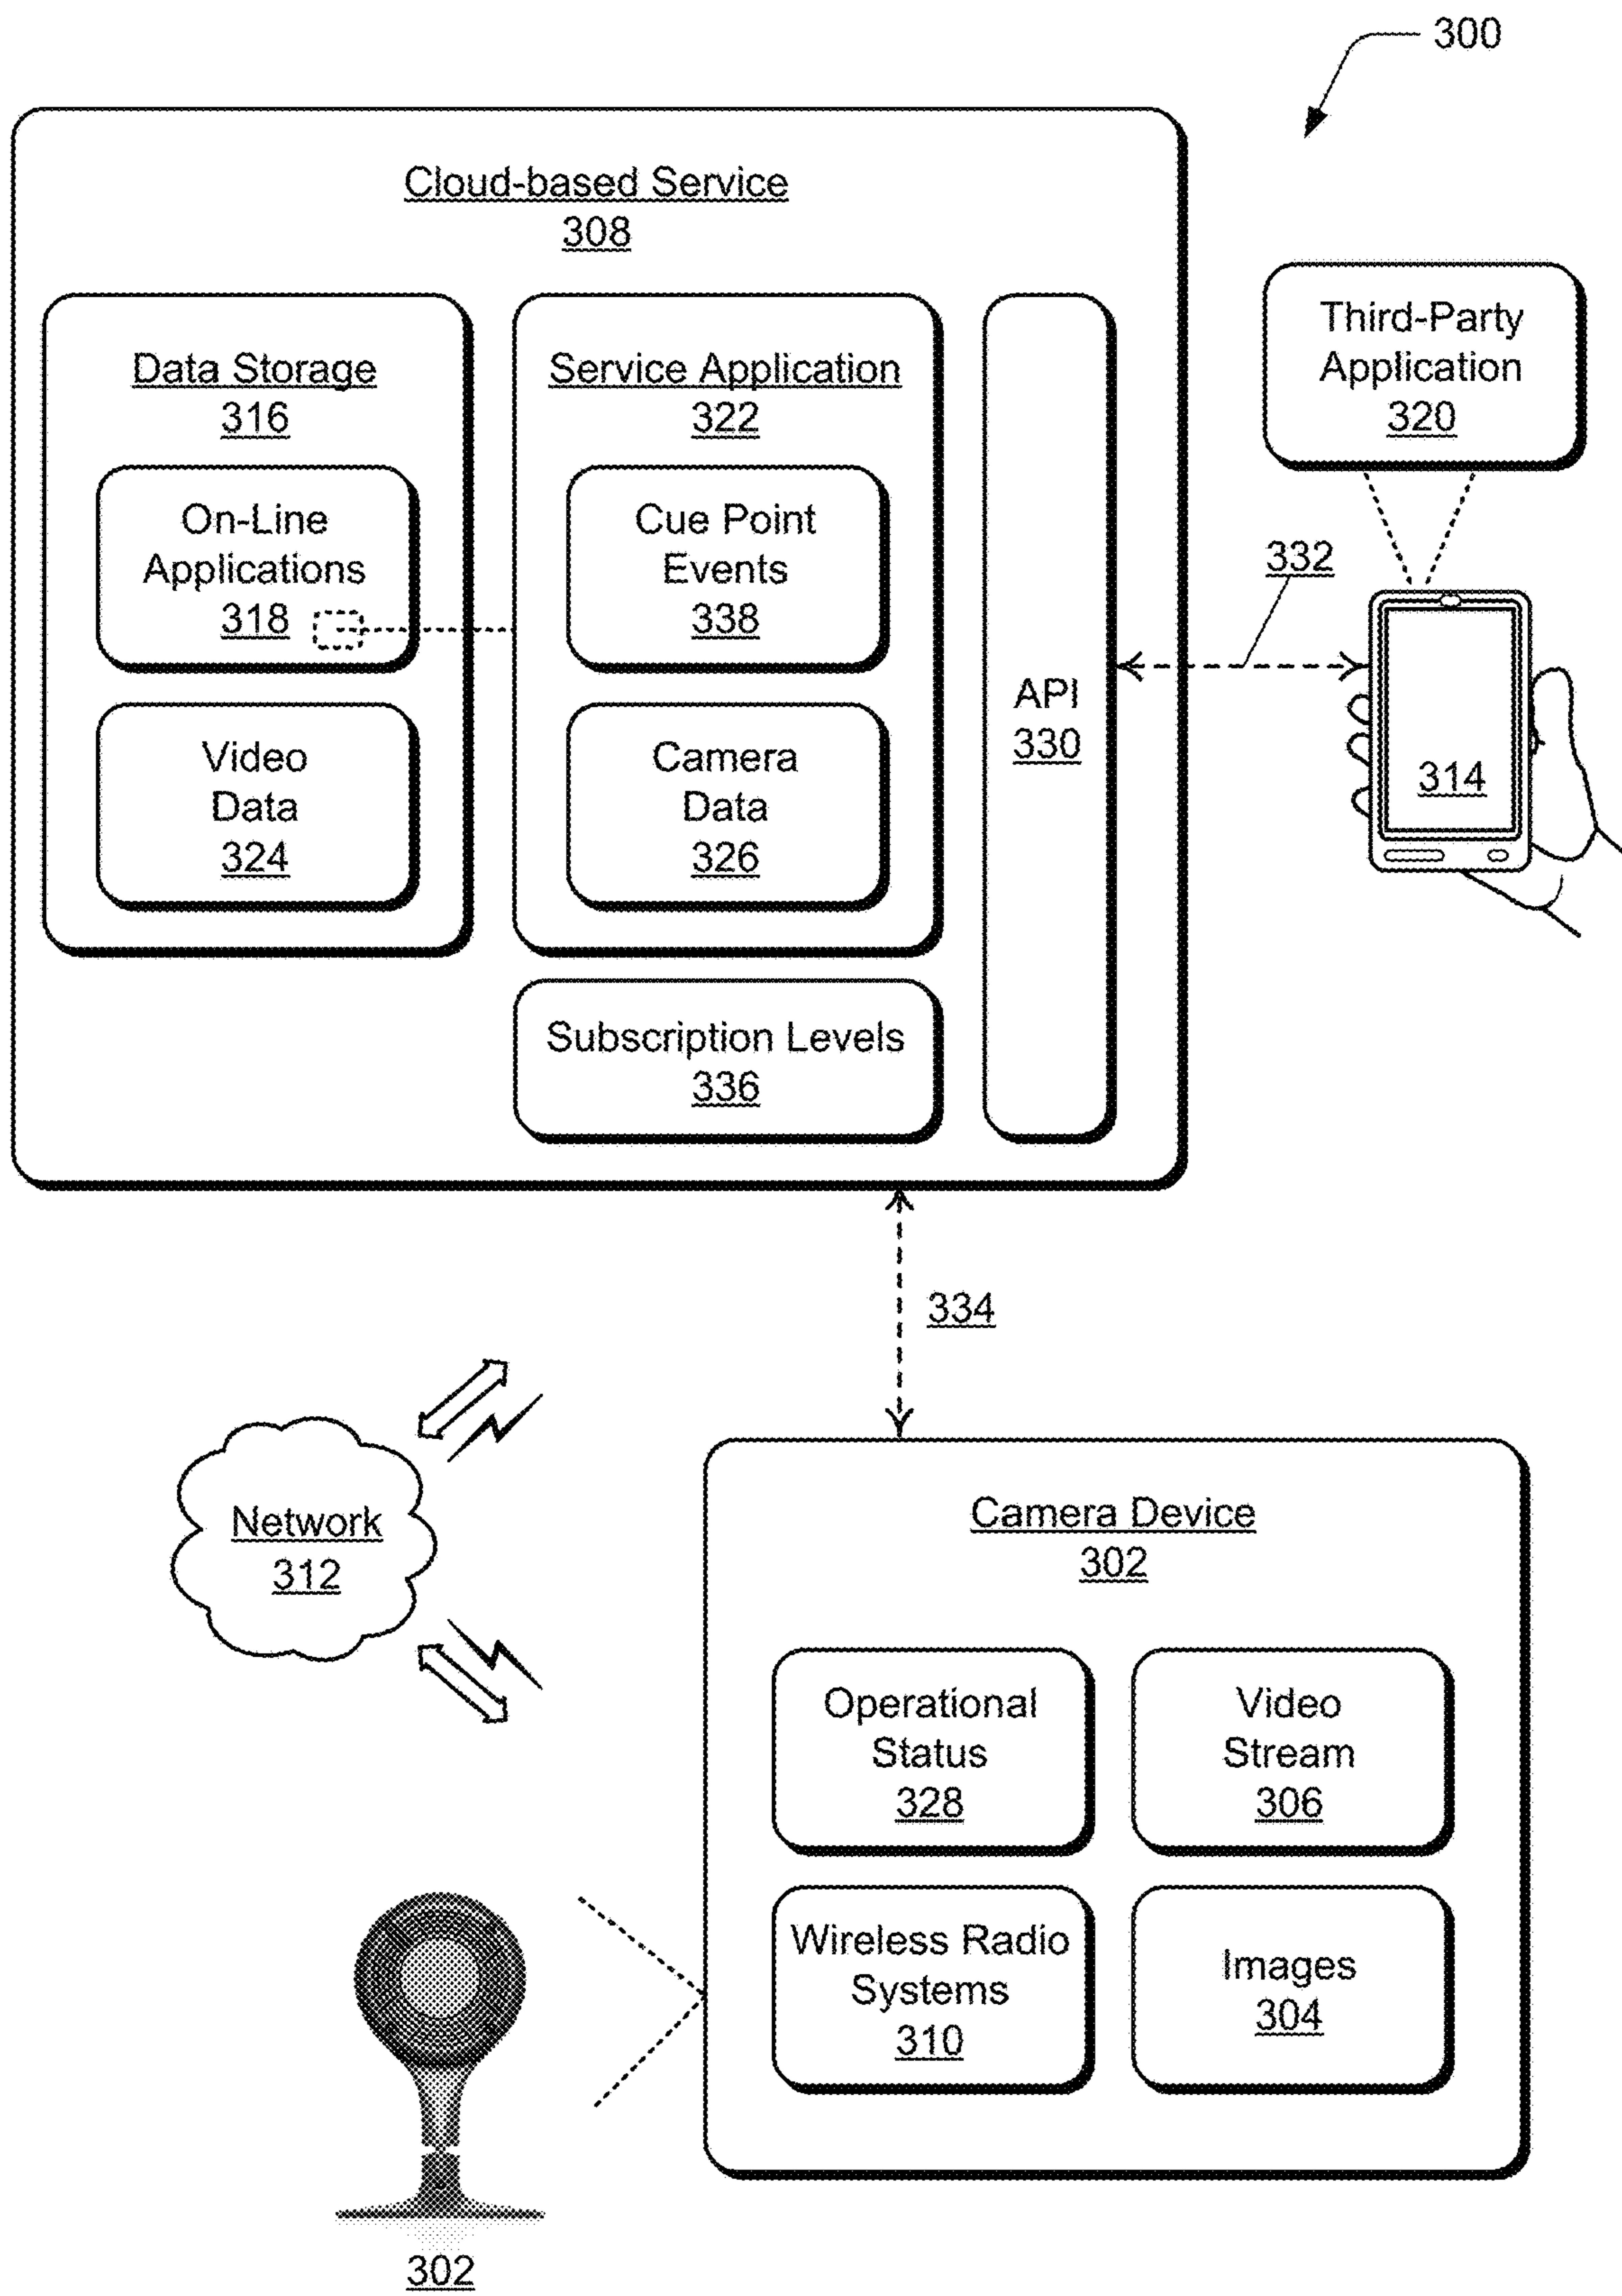 300
Cloud-based Service
308
Data Storage
316
On-Line
Applications
318
Video
Data
324
Service Application
322
Cue Point
Events
338
Camera
Data
326
Subscription Levels
336
API
330
Third-Party
Application
320
332
314
334
Network
312
Camera Device
302
Operational
Status
328
Video
Stream
306
Wireless Radio
Systems
310
Images
304
302